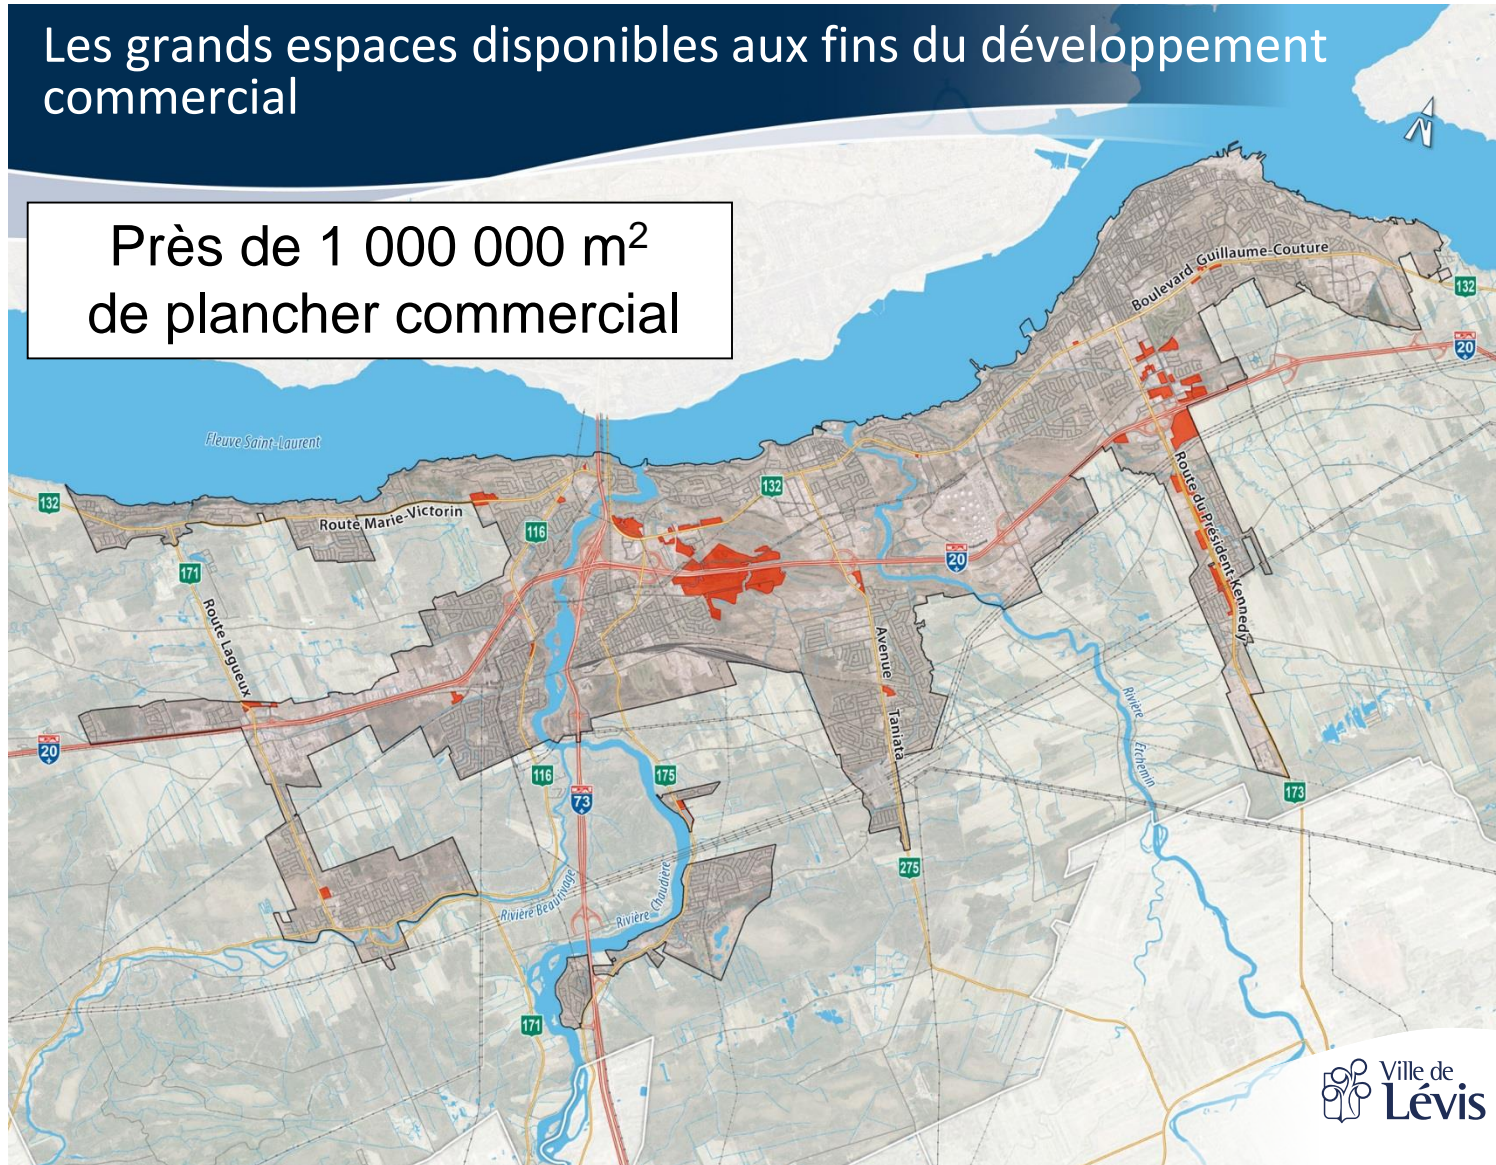 Les grands espaces disponibles aux fins du développement
commercial
N
Près de 1 000 000 m²
de plancher commercial
Boulevard Guillaume-Couture
132
20
Fleuve Saint-Laurent
132
Route Marie-Victorin
116
132
171
20
Route du Président-Kennedy
Route Lagueux
Avenue Taniata
Rivière Etchemin
20
116
73
175
173
275
Rivière Beaurivage
Rivière Chaudière
171
Ville de
Lévis